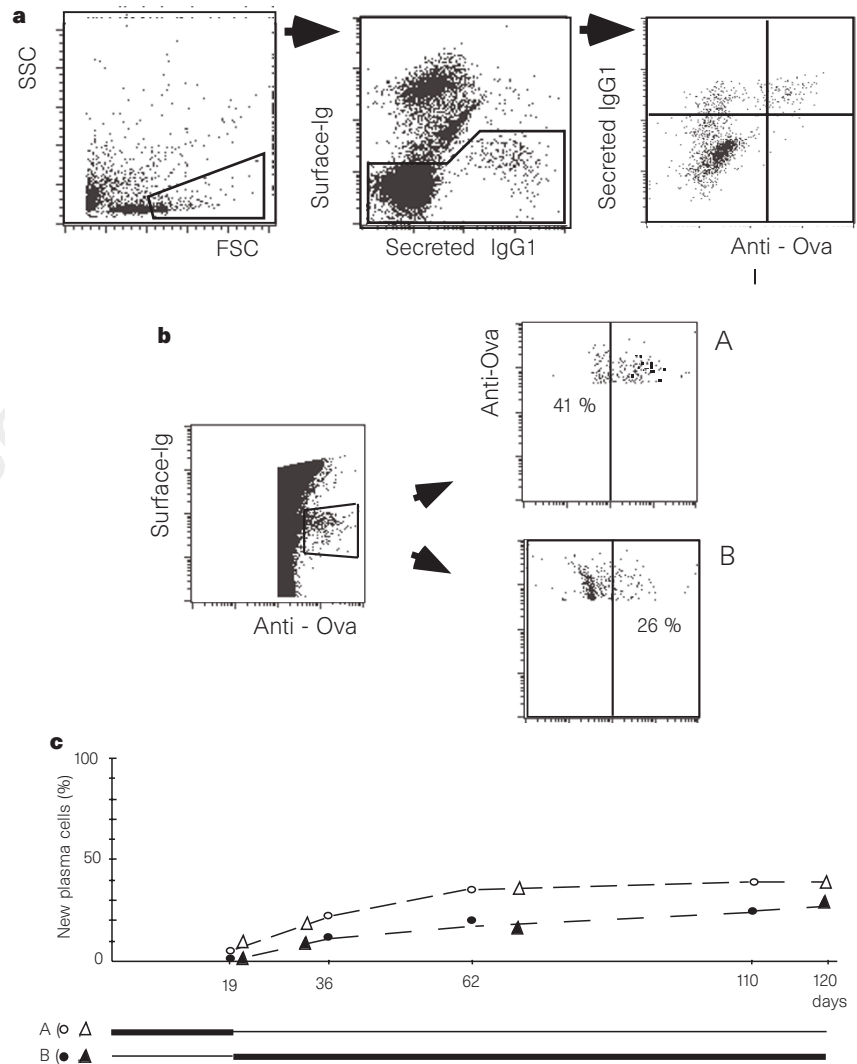 a
SSC
FSC
Surface-Ig
Secreted IgG1
Secreted IgG1
Anti - Ova
b
Surface-Ig
Anti - Ova
Anti-Ova
41 %
A
26 %
B
c
New plasma cells (%)
100
50
0
19 36 62 110 120
days
A (○ △
B (● ▲